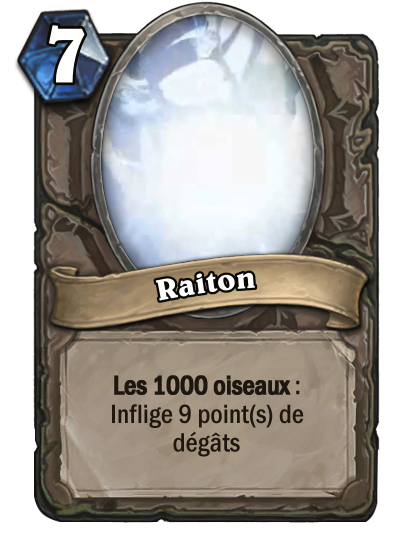 7
Raiton
Les 1000 oiseaux :
Inflige 9 point(s) de
dégâts